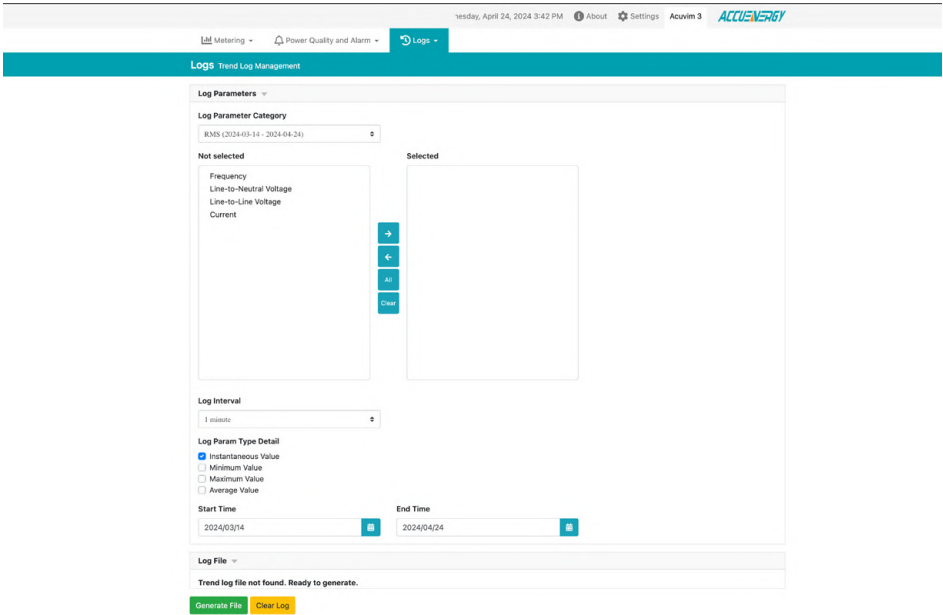 nesday, April 24, 2024 3:42 PM About Settings Acuvim 3 ACCUENERGY
Metering Power Quality and Alarm Logs
Logs Trend Log Management
Log Parameters
Log Parameter Category
RMS (2024-03-14 - 2024-04-24)
Not selected Selected
Frequency
Line-to-Neutral Voltage
Line-to-Line Voltage
Current
All
Clear
Log Interval
1 minute
Log Param Type Detail
Instantaneous Value
Minimum Value
Maximum Value
Average Value
Start Time End Time
2024/03/14 2024/04/24
Log File
Trend log file not found. Ready to generate.
Generate File Clear Log